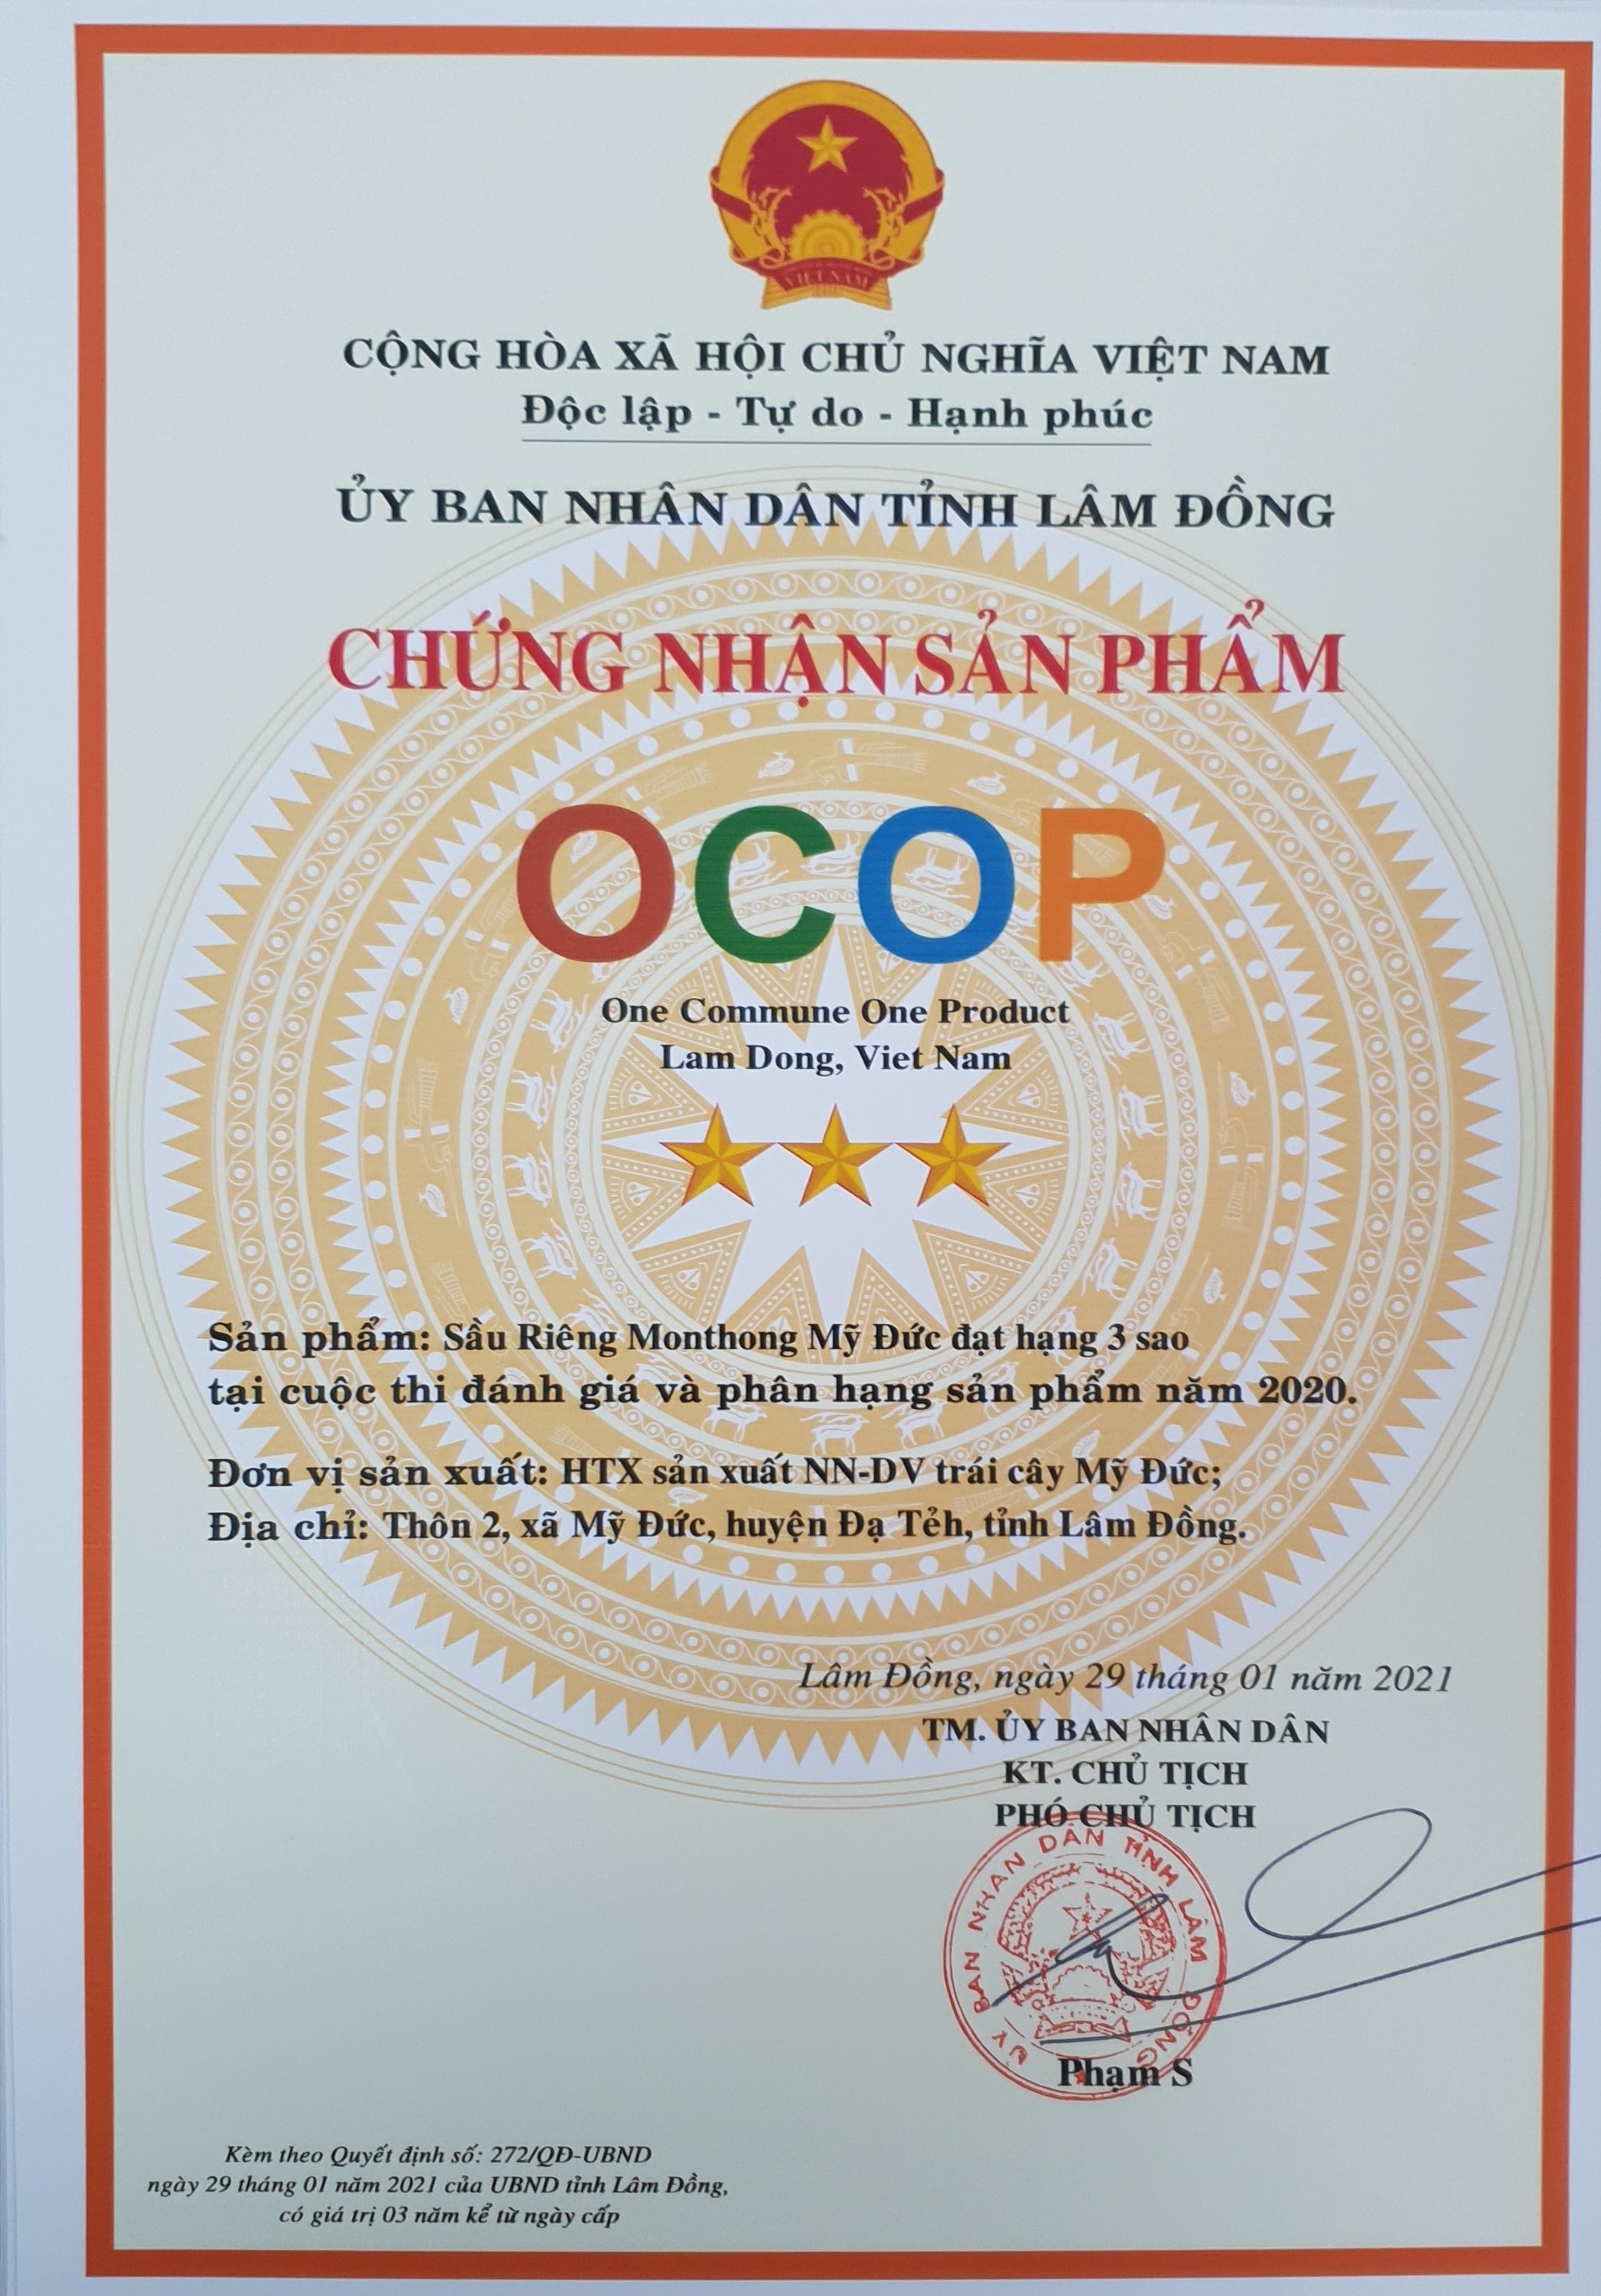 VIỆT NAM
CỘNG HÒA XÃ HỘI CHỦ NGHĨA VIỆT NAM
Độc lập - Tự do - Hạnh phúc
ỦY BAN NHÂN DÂN TỈNH LÂM ĐỒNG
CHỨNG NHẬN SẢN PHẨM
OCOP
One Commune One Product
Lam Dong, Viet Nam
Sản phẩm: Sầu Riêng Monthong Mỹ Đức đạt hạng 3 sao
tại cuộc thi đánh giá và phân hạng sản phẩm năm 2020.
Đơn vị sản xuất: HTX sản xuất NN-DV trái cây Mỹ Đức;
Địa chỉ: Thôn 2, xã Mỹ Đức, huyện Đạ Tẻh, tỉnh Lâm Đồng.
Lâm Đồng, ngày 29 tháng 01 năm 2021
TM. ỦY BAN NHÂN DÂN
KT. CHỦ TỊCH
PHÓ CHỦ TỊCH
ỦY BAN NHÂN DÂN TỈNH LÂM ĐỒNG
Phạm S
Kèm theo Quyết định số: 272/QĐ-UBND
ngày 29 tháng 01 năm 2021 của UBND tỉnh Lâm Đồng,
có giá trị 03 năm kể từ ngày cấp